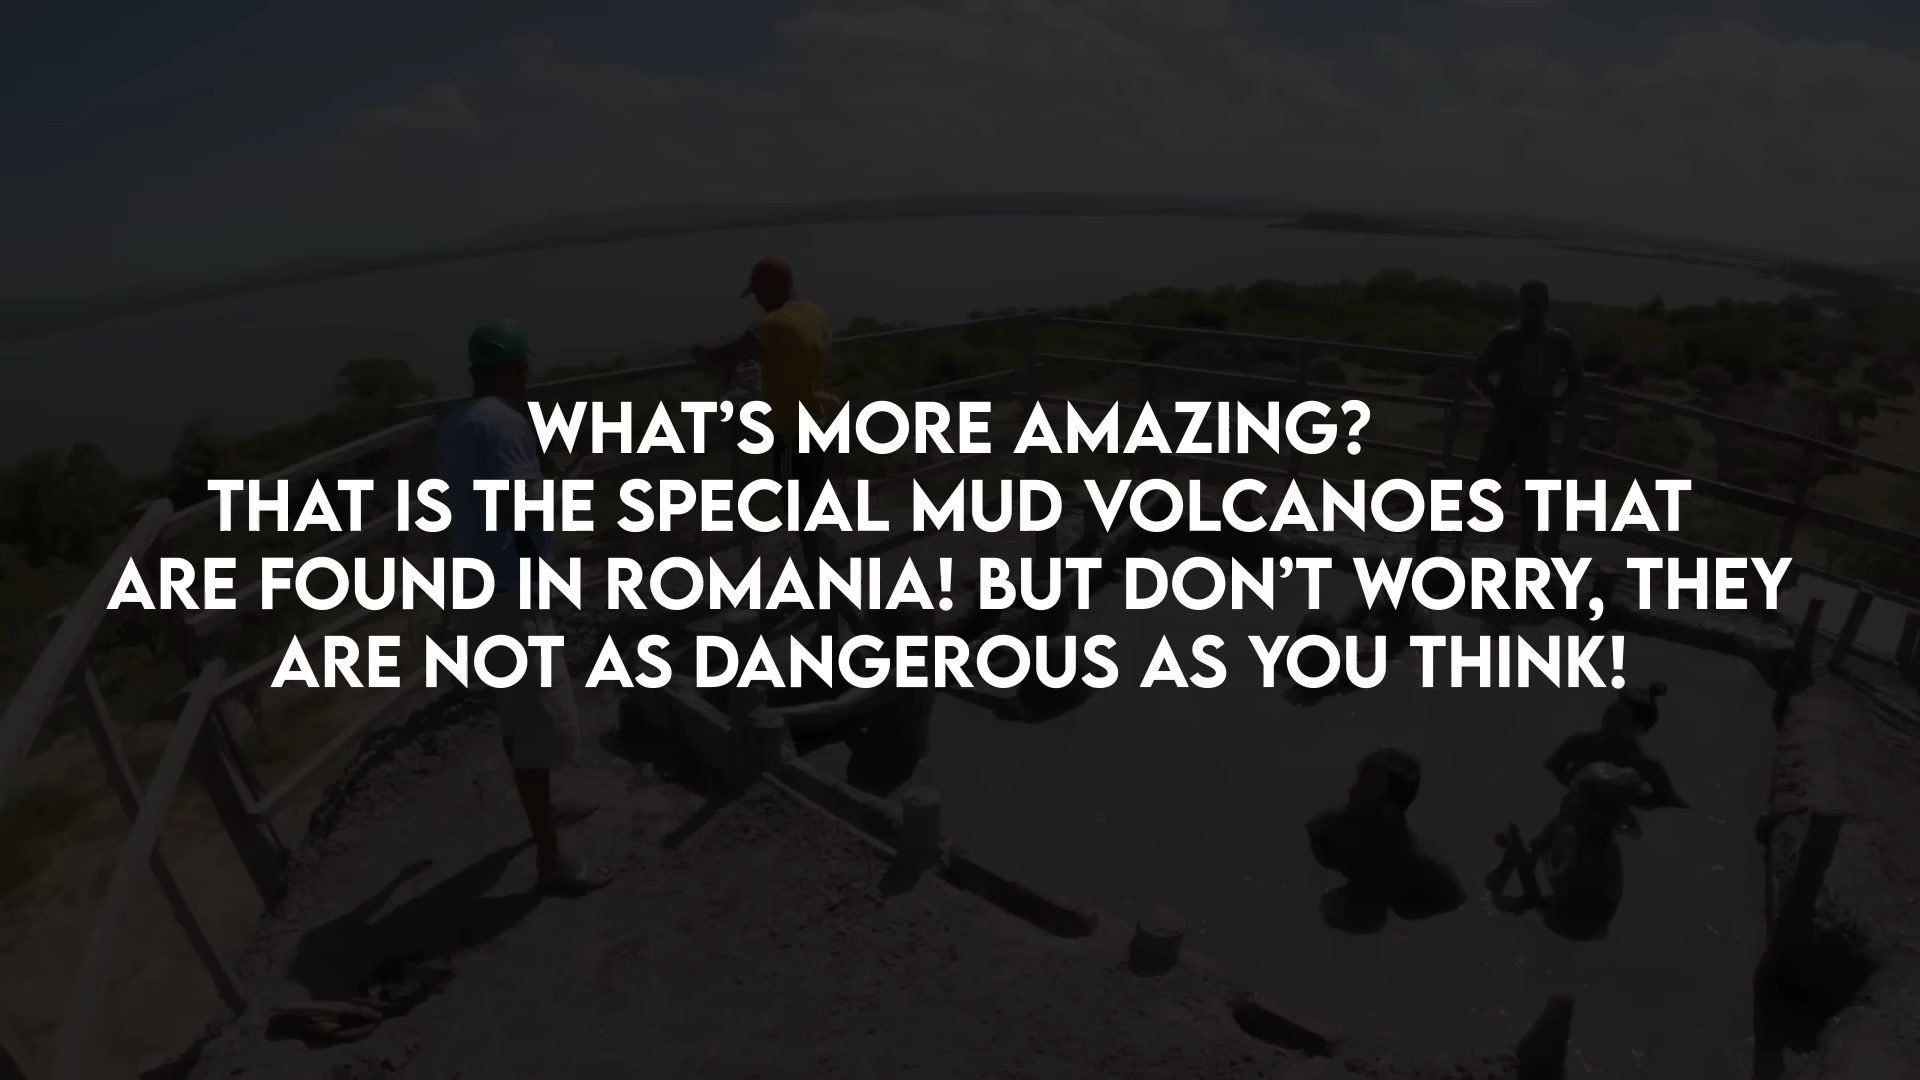 WHAT'S MORE AMAZING?
THAT IS THE SPECIAL MUD VOLCANOES THAT
ARE FOUND IN ROMANIA! BUT DON'T WORRY, THEY
ARE NOT AS DANGEROUS AS YOU THINK!